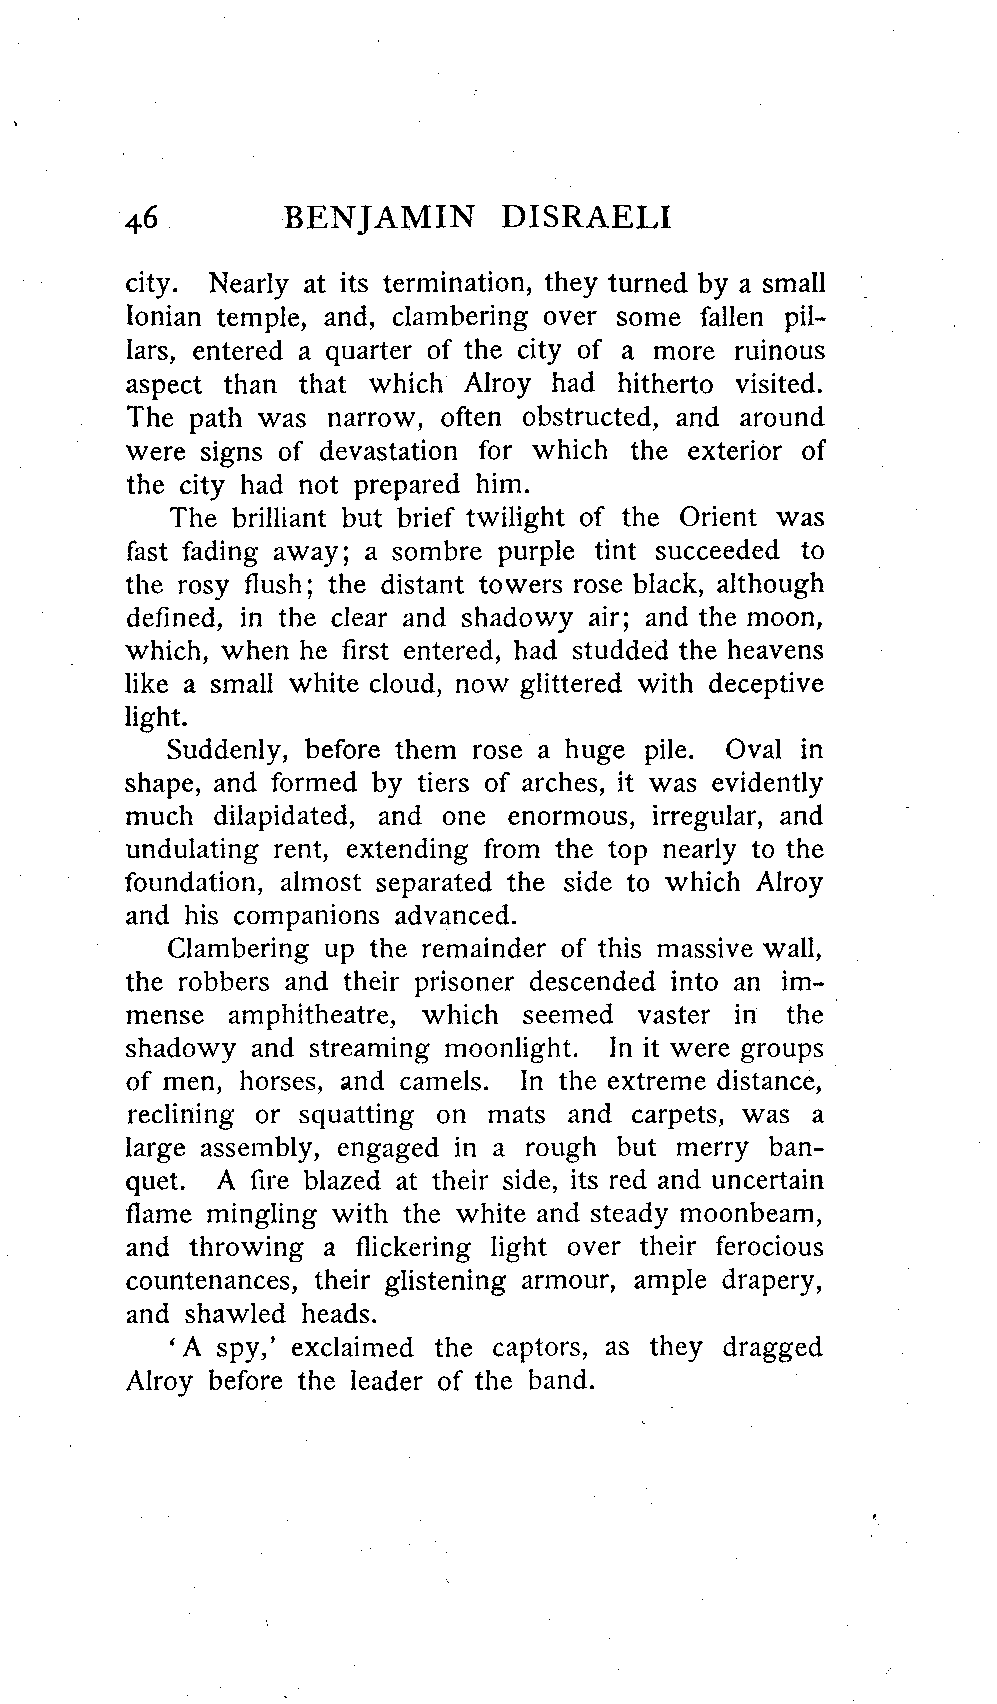 46 BENJAMIN DISRAELI
city. Nearly at its termination, they turned by a small
Ionian temple, and, clambering over some fallen pil-
lars, entered a quarter of the city of a more ruinous
aspect than that which Alroy had hitherto visited.
The path was narrow, often obstructed, and around
were signs of devastation for which the exterior of
the city had not prepared him.
The brilliant but brief twilight of the Orient was
fast fading away; a sombre purple tint succeeded to
the rosy flush; the distant towers rose black, although
defined, in the clear and shadowy air; and the moon,
which, when he first entered, had studded the heavens
like a small white cloud, now glittered with deceptive
light.
Suddenly, before them rose a huge pile. Oval in
shape, and formed by tiers of arches, it was evidently
much dilapidated, and one enormous, irregular, and
undulating rent, extending from the top nearly to the
foundation, almost separated the side to which Alroy
and his companions advanced.
Clambering up the remainder of this massive wall,
the robbers and their prisoner descended into an im-
mense amphitheatre, which seemed vaster in the
shadowy and streaming moonlight. In it were groups
of men, horses, and camels. In the extreme distance,
reclining or squatting on mats and carpets, was a
large assembly, engaged in a rough but merry ban-
quet. A fire blazed at their side, its red and uncertain
flame mingling with the white and steady moonbeam,
and throwing a flickering light over their ferocious
countenances, their glistening armour, ample drapery,
and shawled heads.
‘A spy,’ exclaimed the captors, as they dragged
Alroy before the leader of the band.